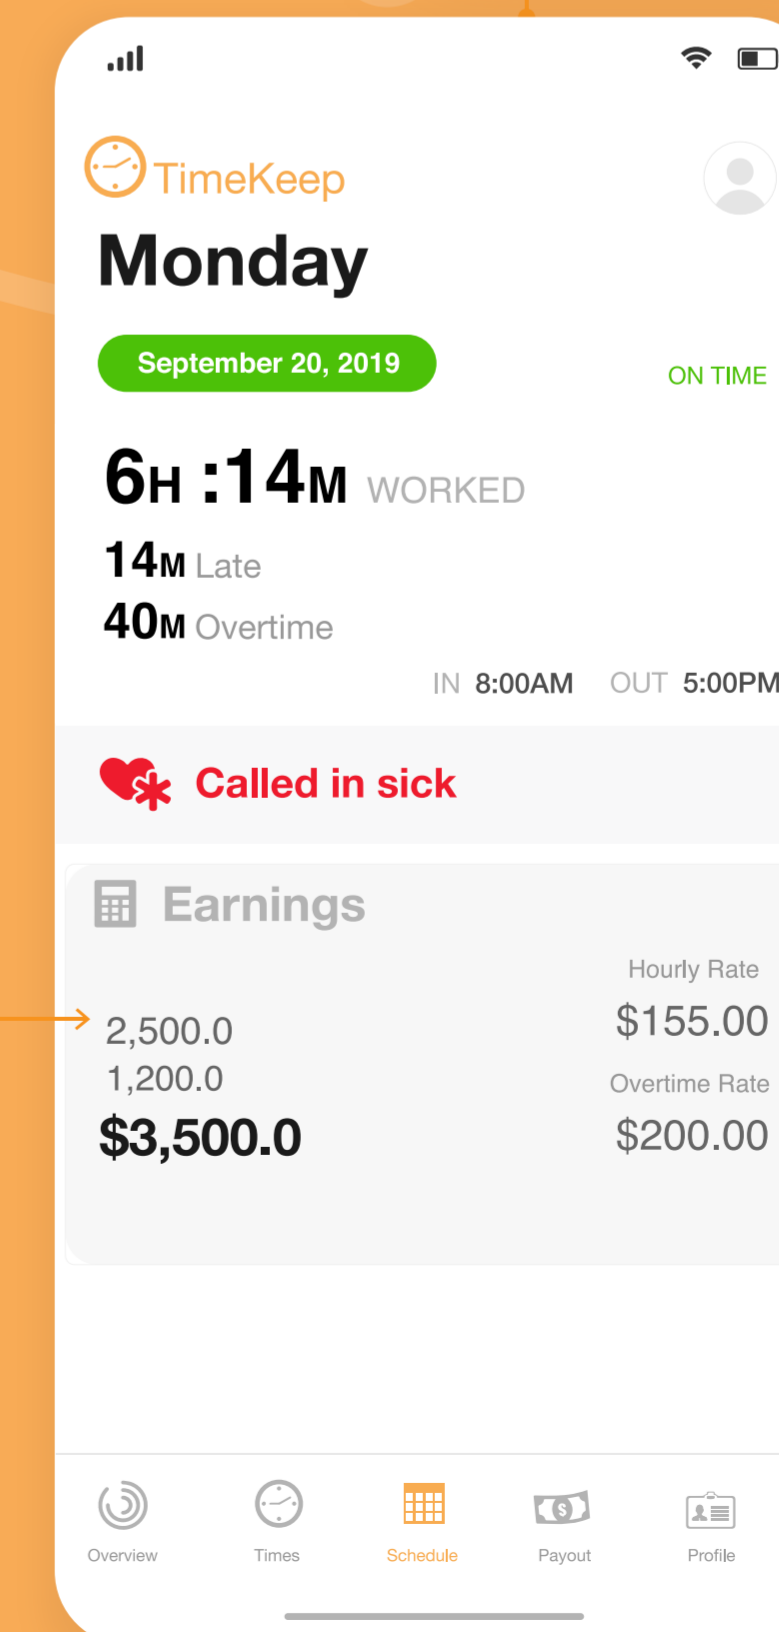 TimeKeep
Monday
September 20, 2019
ON TIME
6H :14M WORKED
14M Late
40M Overtime
IN 8:00AM OUT 5:00PM
Called in sick
Earnings
Hourly Rate
2,500.0 $155.00
1,200.0 Overtime Rate
$3,500.0 $200.00
Overview Times Schedule Payout Profile